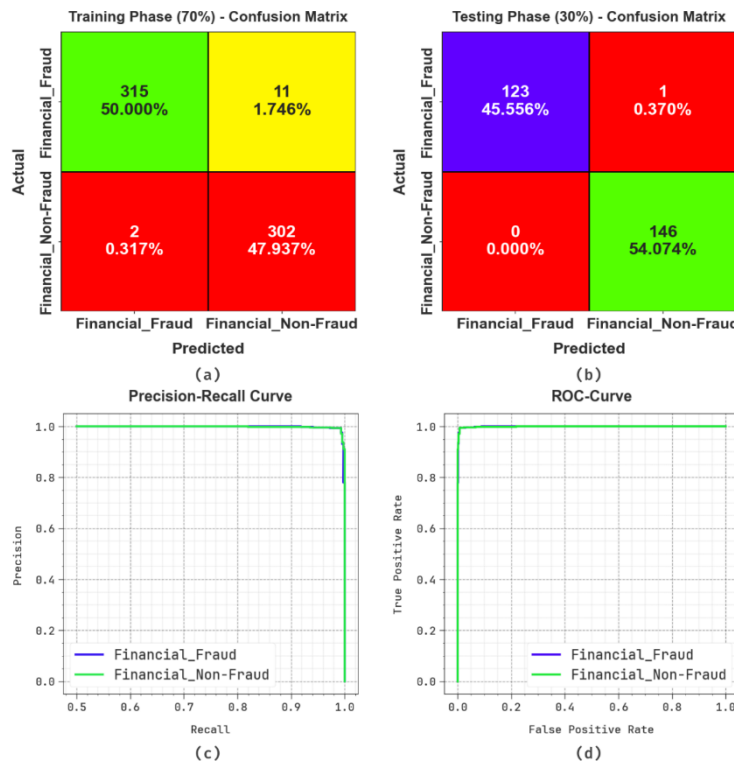 Training Phase (70%) - Confusion Matrix
Actual
Financial_Fraud
Financial_Non-Fraud
315
50.000%
11
1.746%
2
0.317%
302
47.937%
Financial_Fraud
Financial_Non-Fraud
Predicted
(a)
Testing Phase (30%) - Confusion Matrix
Actual
Financial_Fraud
Financial_Non-Fraud
123
45.556%
1
0.370%
0
0.000%
146
54.074%
Financial_Fraud
Financial_Non-Fraud
Predicted
(b)
Precision-Recall Curve
Precision
1.0
0.8
0.6
0.4
0.2
0.0
Financial_Fraud
Financial_Non-Fraud
0.5
0.6
0.7
0.8
0.9
1.0
Recall
(c)
ROC-Curve
True Positive Rate
1.0
0.8
0.6
0.4
0.2
0.0
Financial_Fraud
Financial_Non-Fraud
0.0
0.2
0.4
0.6
0.8
1.0
False Positive Rate
(d)